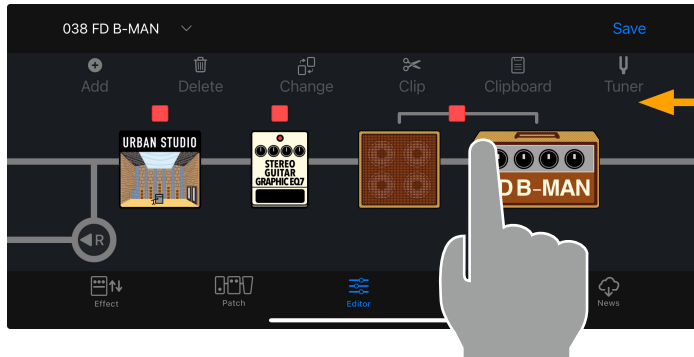 038 FD B-MAN
Save
Add
Delete
Change
Clip
Clipboard
Tuner
URBAN STUDIO
STEREO
GUITAR
GRAPHIC EQ7
D B-MAN
R
Effect
Patch
Editor
News